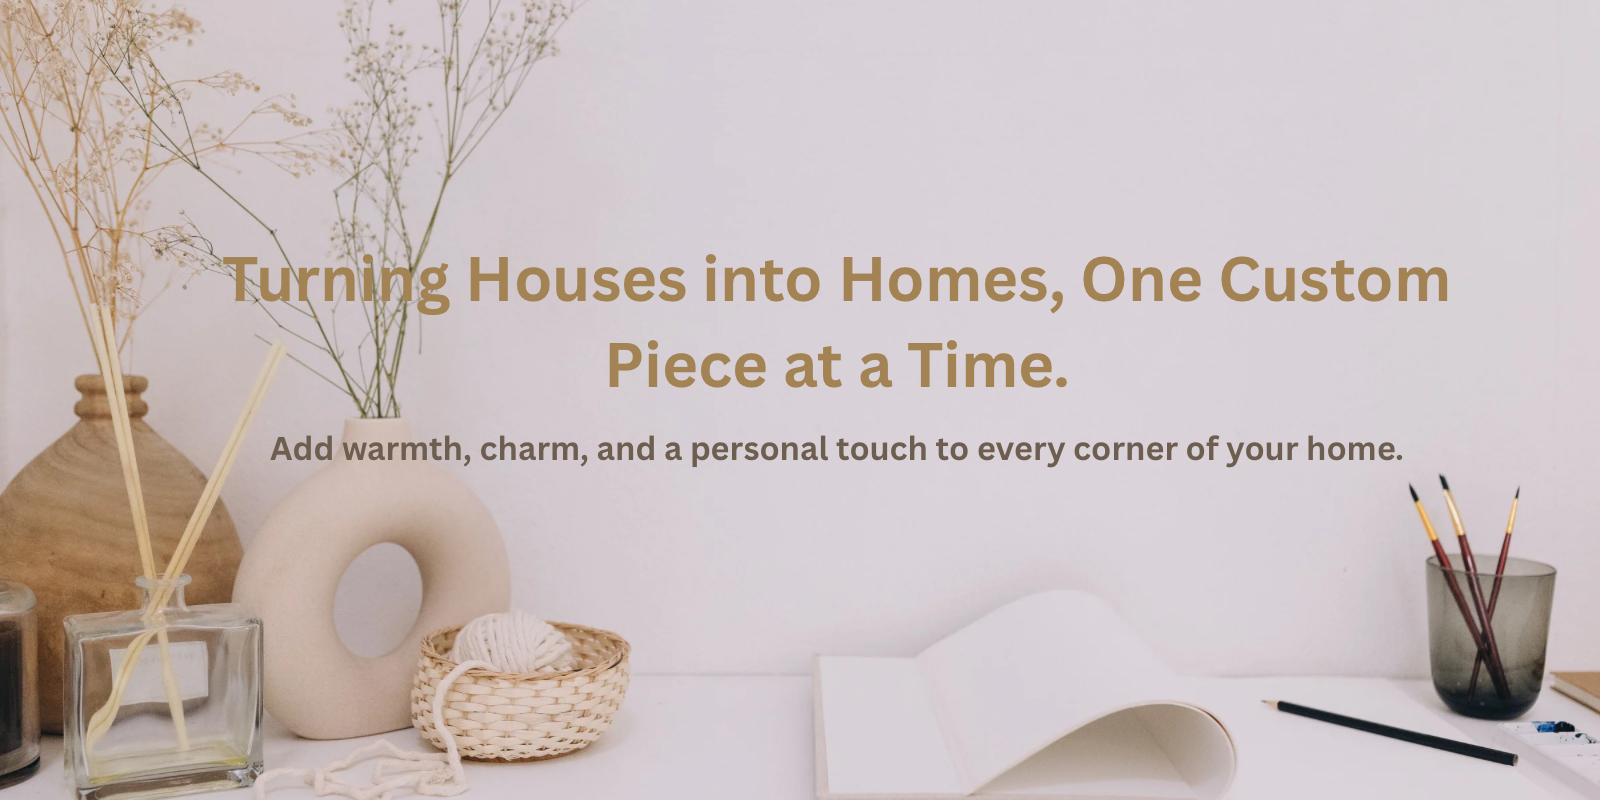 Turning Houses into Homes, One Custom
Piece at a Time.
Add warmth, charm, and a personal touch to every corner of your home.